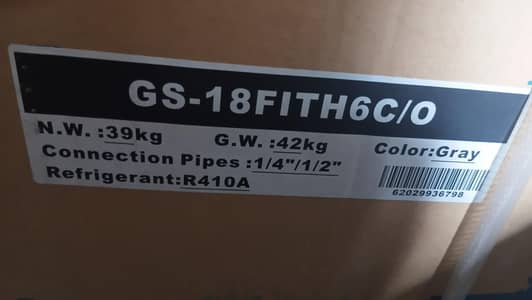 GS-18FITH6C/O
N.W. :39kg G.W. :42kg Color:Gray
Connection Pipes :1/4"/1/2"
Refrigerant:R410A
62029936798